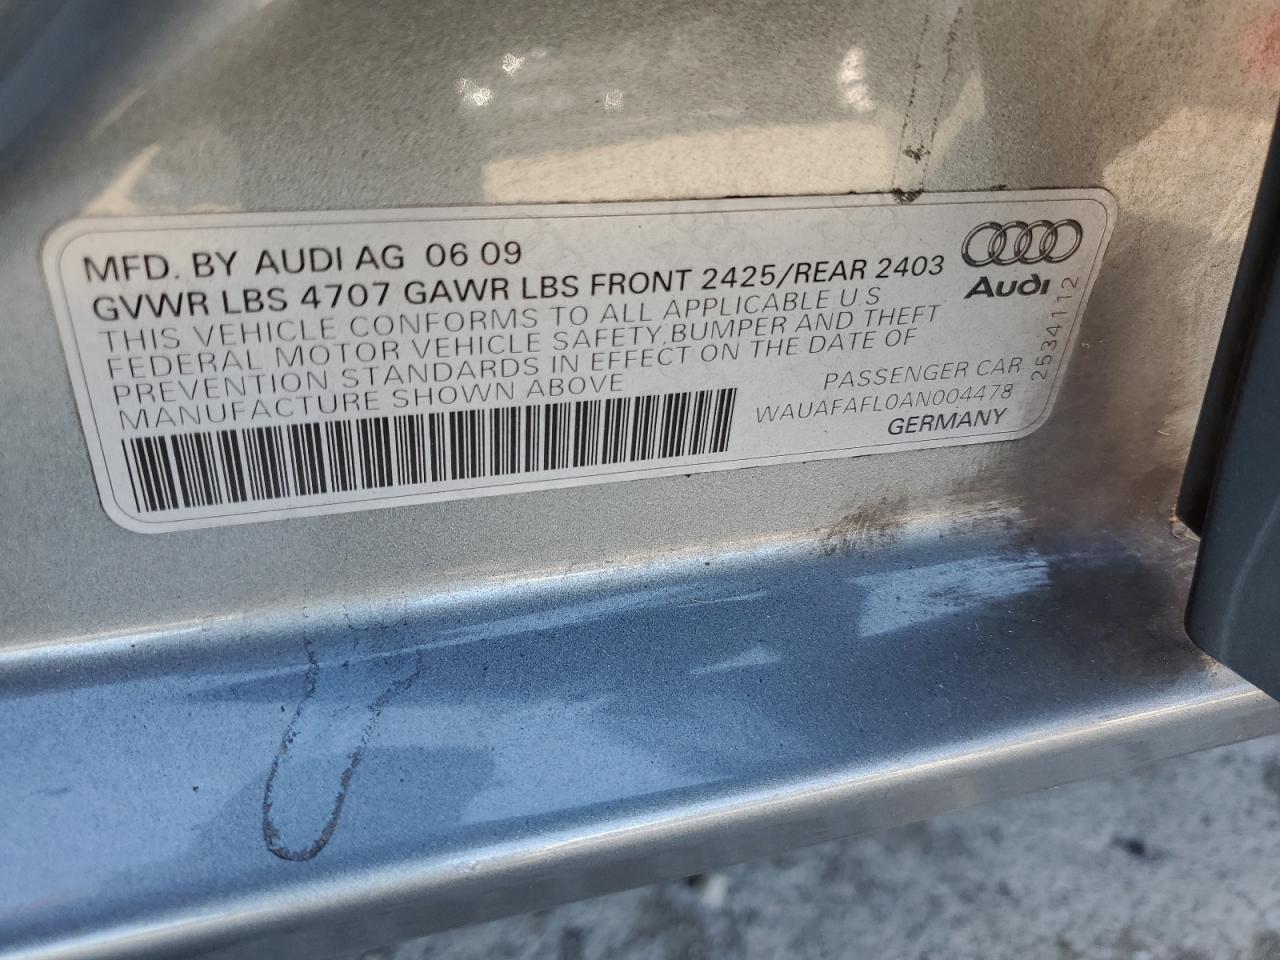 MFD. BY AUDI AG 06 09
GVWR LBS 4707 GAWR LBS FRONT 2425/REAR 2403
THIS VEHICLE CONFORMS TO ALL APPLICABLE U S
FEDERAL MOTOR VEHICLE SAFETY, BUMPER AND THEFT
PREVENTION STANDARDS IN EFFECT ON THE DATE OF
MANUFACTURE SHOWN ABOVE
PASSENGER CAR
WAUAFAFL0AN004478
GERMANY
Audi
2534112